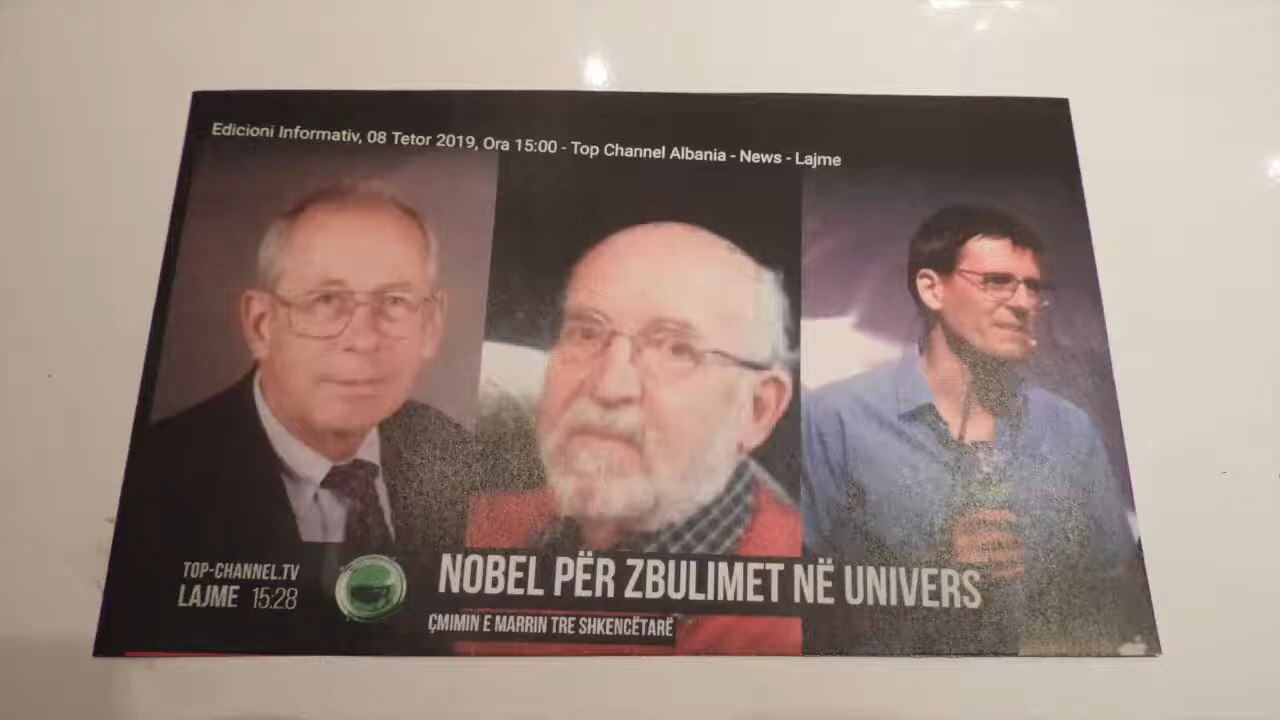 Edicioni Informativ, 08 Tetor 2019, Ora 15:00 - Top Channel Albania - News - Lajme
TOP-CHANNEL.TV
LAJME 15:28
NOBEL PËR ZBULIMET NË UNIVERS
ÇMIMIN E MARRIN TRE SHKENCËTARË